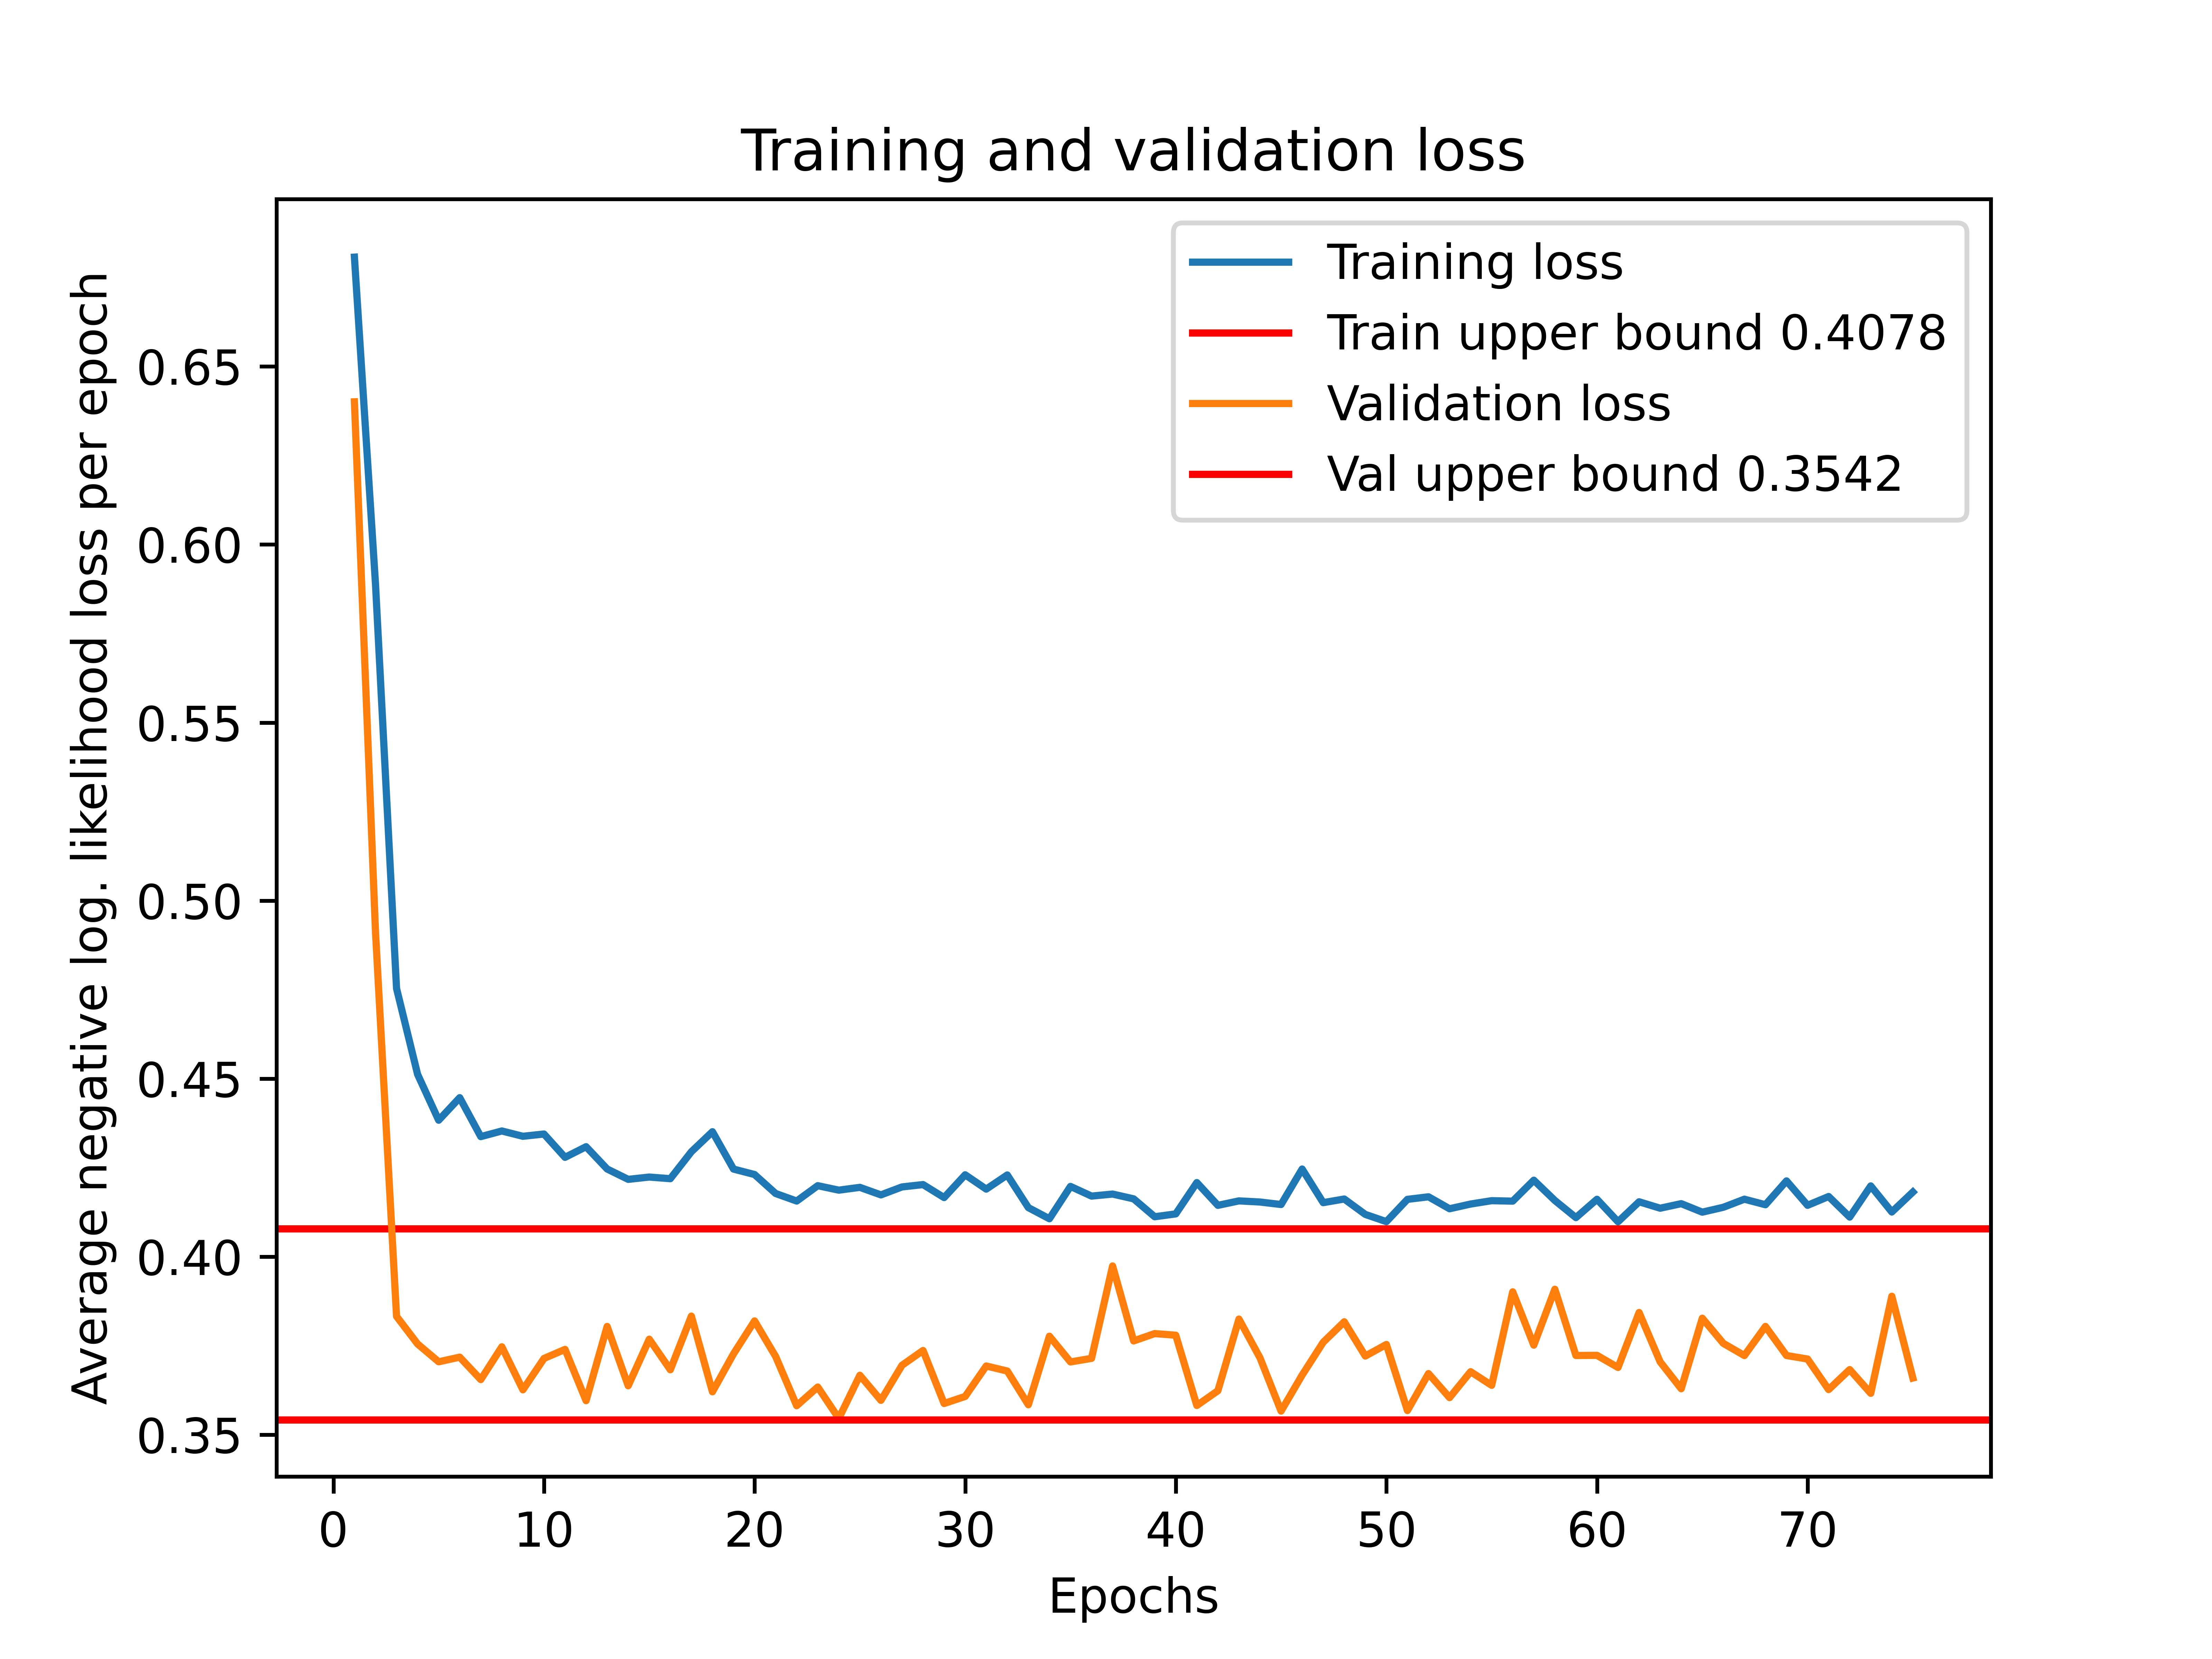 Training and validation loss
Training loss
Train upper bound 0.4078
Validation loss
Val upper bound 0.3542
Average negative log. likelihood loss per epoch
0.65
0.60
0.55
0.50
0.45
0.40
0.35
0 10 20 30 40 50 60 70
Epochs